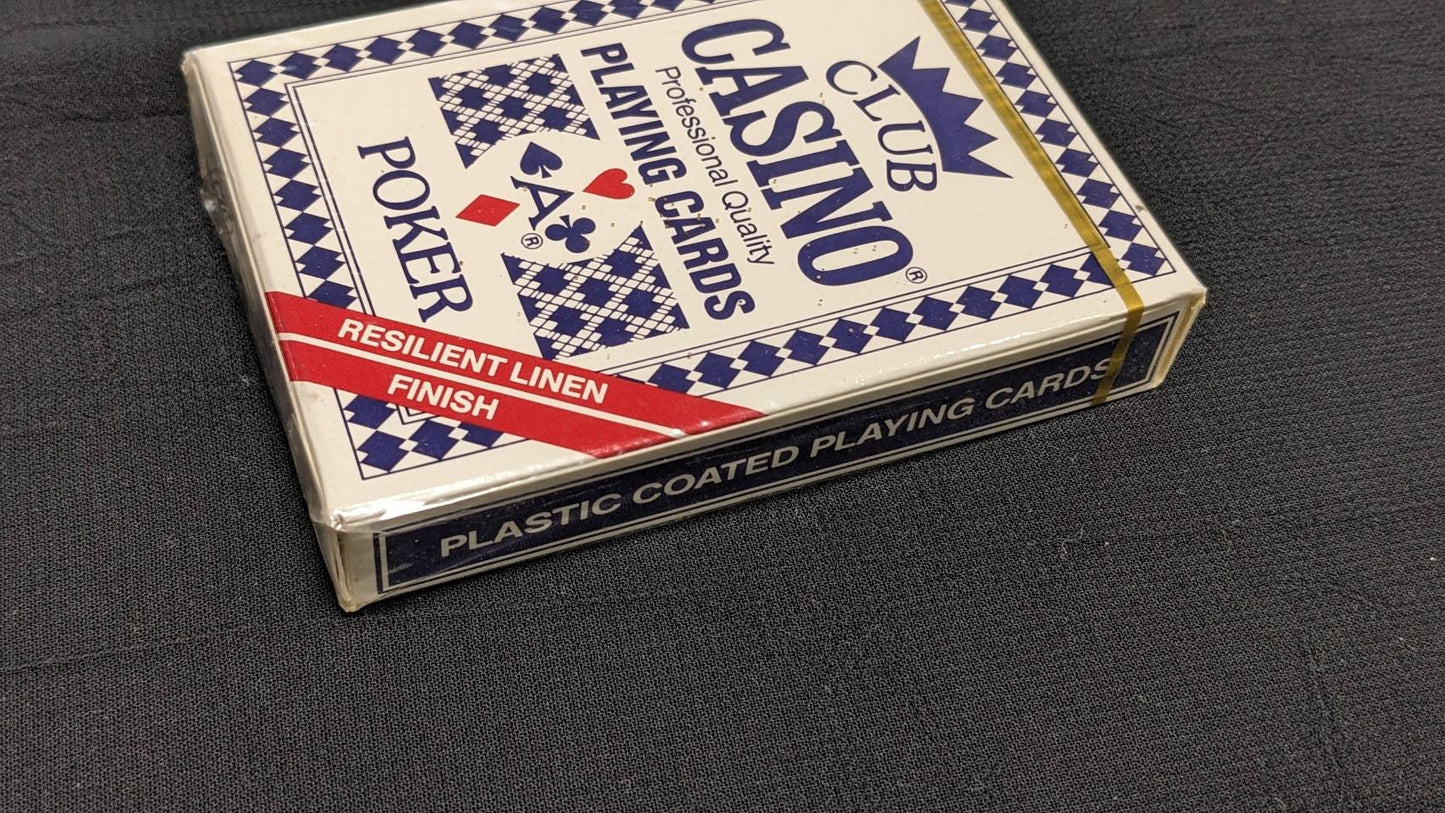 CLUB
CASINO®
Professional Quality
PLAYING CARDS
A®
POKER
RESILIENT LINEN
FINISH
PLASTIC COATED PLAYING CARDS